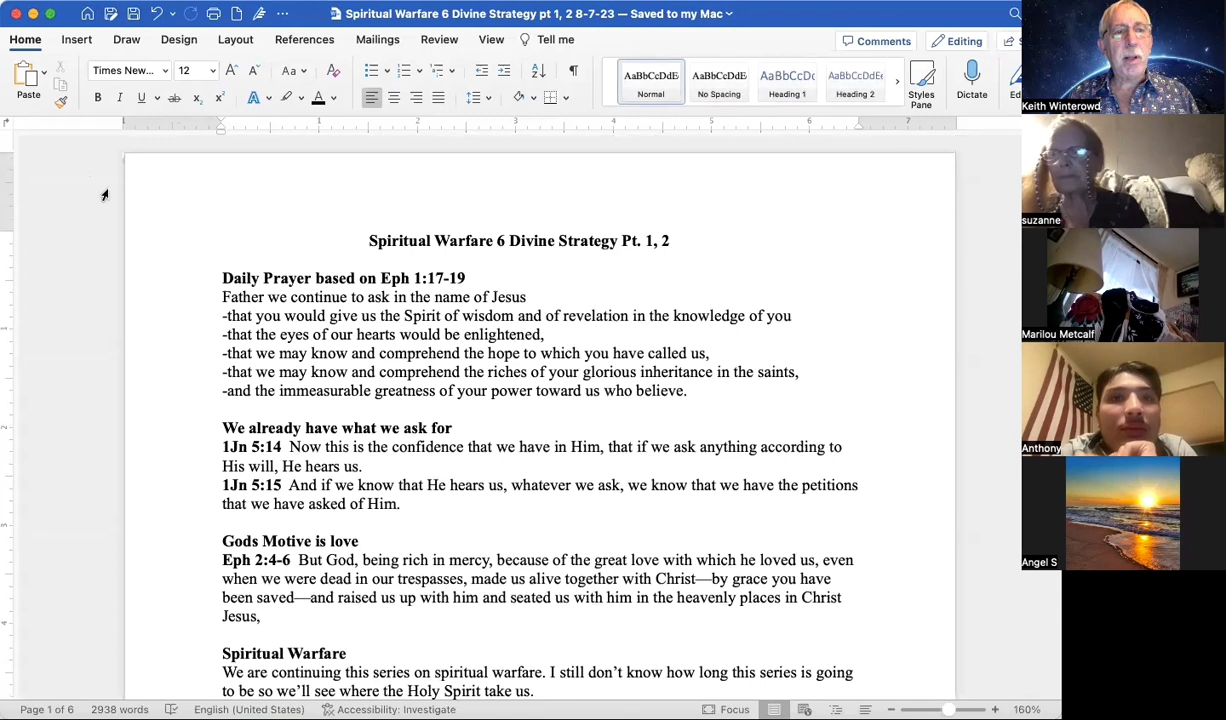 Spiritual Warfare 6 Divine Strategy pt 1, 2 8-7-23 — Saved to my Mac
Home Insert Draw Design Layout References Mailings Review View Tell me
Comments Editing
Paste
Times New... 12
Aa
B I U ab x₂ x² A A
AaBbCcDdE AaBbCcDdE AaBbCcDc AaBbCcDdEe
Normal No Spacing Heading 1 Heading 2
Styles Pane
Dictate
1 1 2 3 4 5 6 7
Spiritual Warfare 6 Divine Strategy Pt. 1, 2
Daily Prayer based on Eph 1:17-19
Father we continue to ask in the name of Jesus
-that you would give us the Spirit of wisdom and of revelation in the knowledge of you
-that the eyes of our hearts would be enlightened,
-that we may know and comprehend the hope to which you have called us,
-that we may know and comprehend the riches of your glorious inheritance in the saints,
-and the immeasurable greatness of your power toward us who believe.
We already have what we ask for
1Jn 5:14 Now this is the confidence that we have in Him, that if we ask anything according to
His will, He hears us.
1Jn 5:15 And if we know that He hears us, whatever we ask, we know that we have the petitions
that we have asked of Him.
Gods Motive is love
Eph 2:4-6 But God, being rich in mercy, because of the great love with which he loved us, even
when we were dead in our trespasses, made us alive together with Christ—by grace you have
been saved—and raised us up with him and seated us with him in the heavenly places in Christ
Jesus,
Spiritual Warfare
We are continuing this series on spiritual warfare. I still don’t know how long this series is going
to be so we’ll see where the Holy Spirit take us.
Page 1 of 6 2938 words English (United States) Accessibility: Investigate Focus 160%
Keith Winterowd
suzanne
Marilou Metcalf
Anthony
Angel S